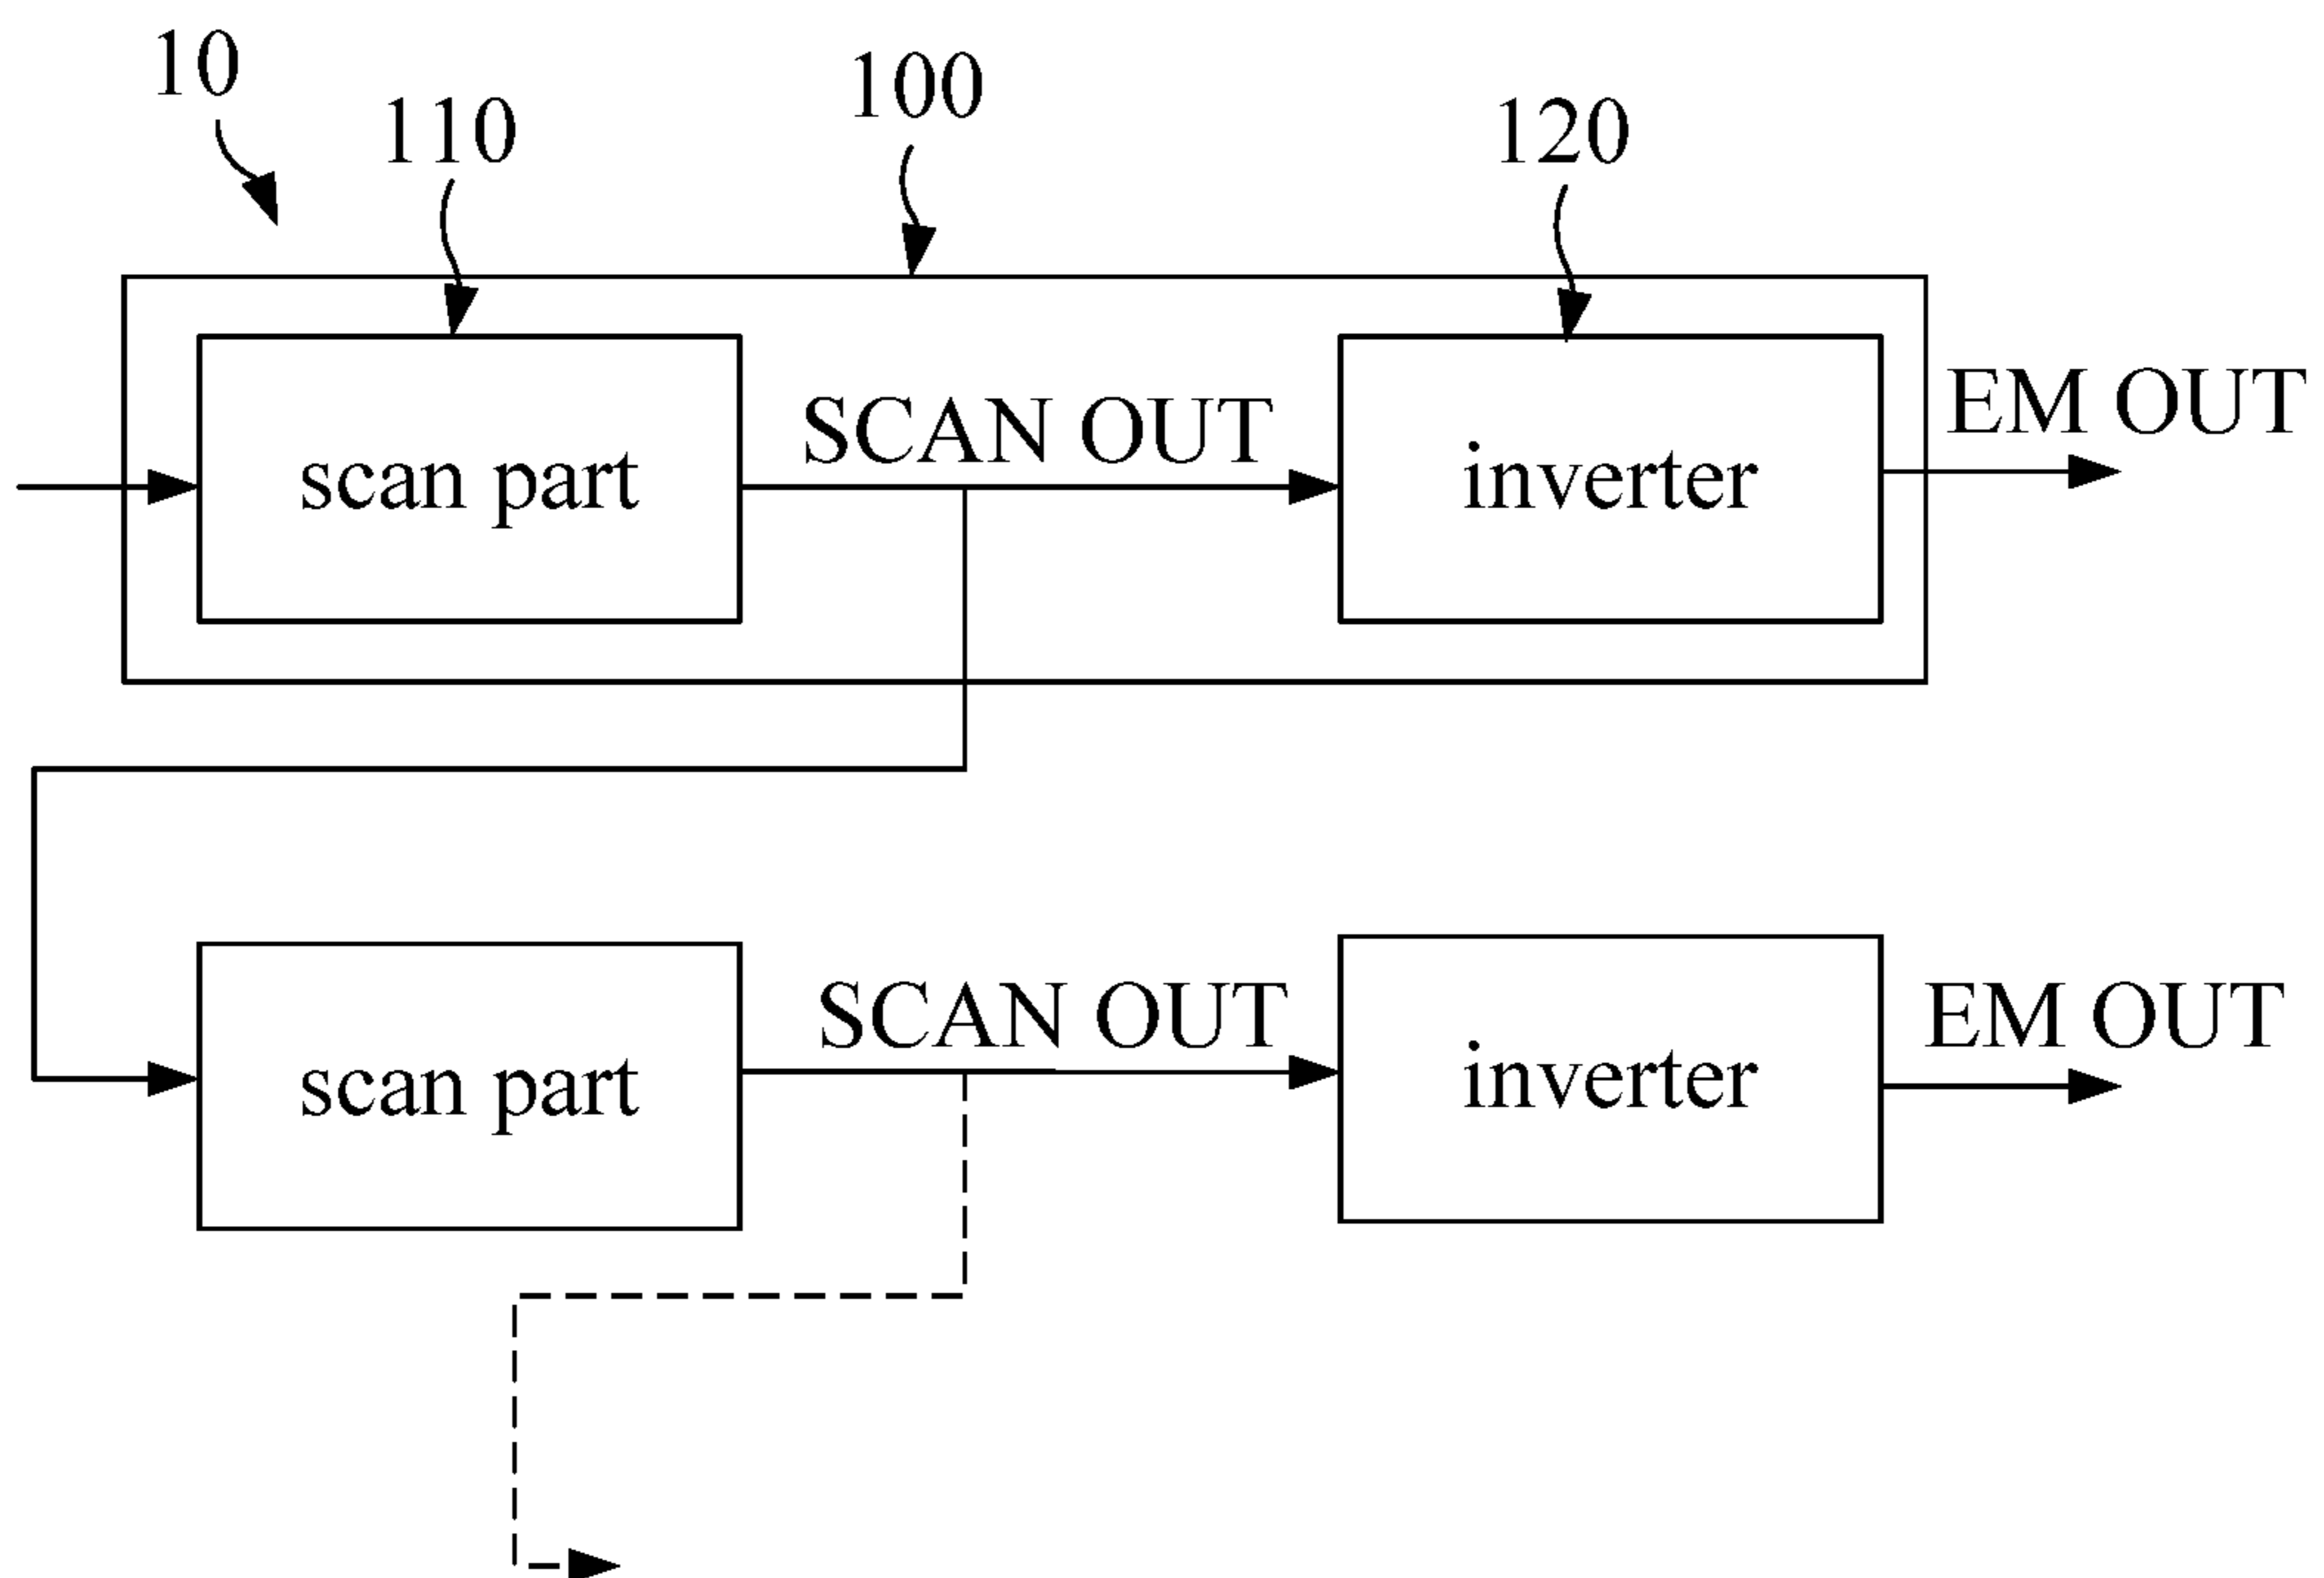 10
100
110
120
SCAN OUT
EM OUT
scan part
inverter
SCAN OUT
EM OUT
scan part
inverter